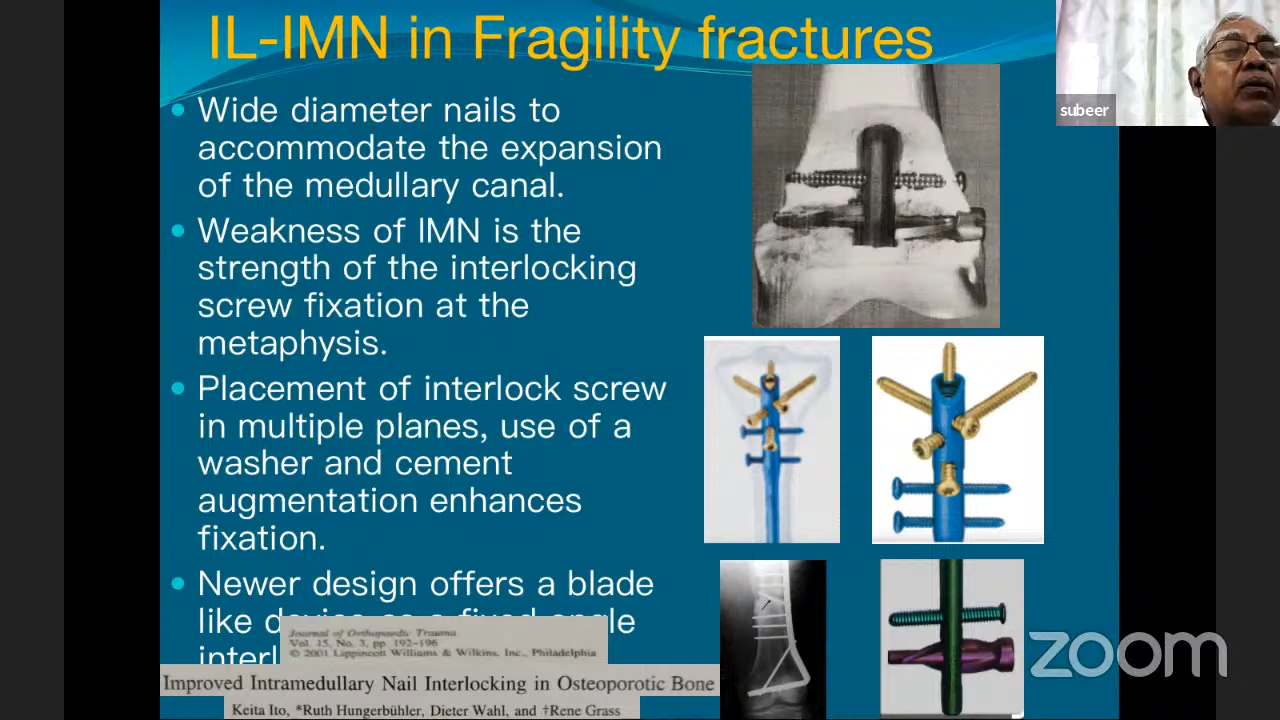 IL-IMN in Fragility fractures
subeer
Wide diameter nails to
accommodate the expansion
of the medullary canal.
Weakness of IMN is the
strength of the interlocking
screw fixation at the
metaphysis.
Placement of interlock screw
in multiple planes, use of a
washer and cement
augmentation enhances
fixation.
Newer design offers a blade
like device as a fixed angle
interl
Journal of Orthopaedic Trauma
Vol. 15, No. 3, pp. 192–196
© 2001 Lippincott Williams & Wilkins, Inc., Philadelphia
Improved Intramedullary Nail Interlocking in Osteoporotic Bone
Keita Ito, *Ruth Hungerbühler, Dieter Wahl, and †Rene Grass
zoom